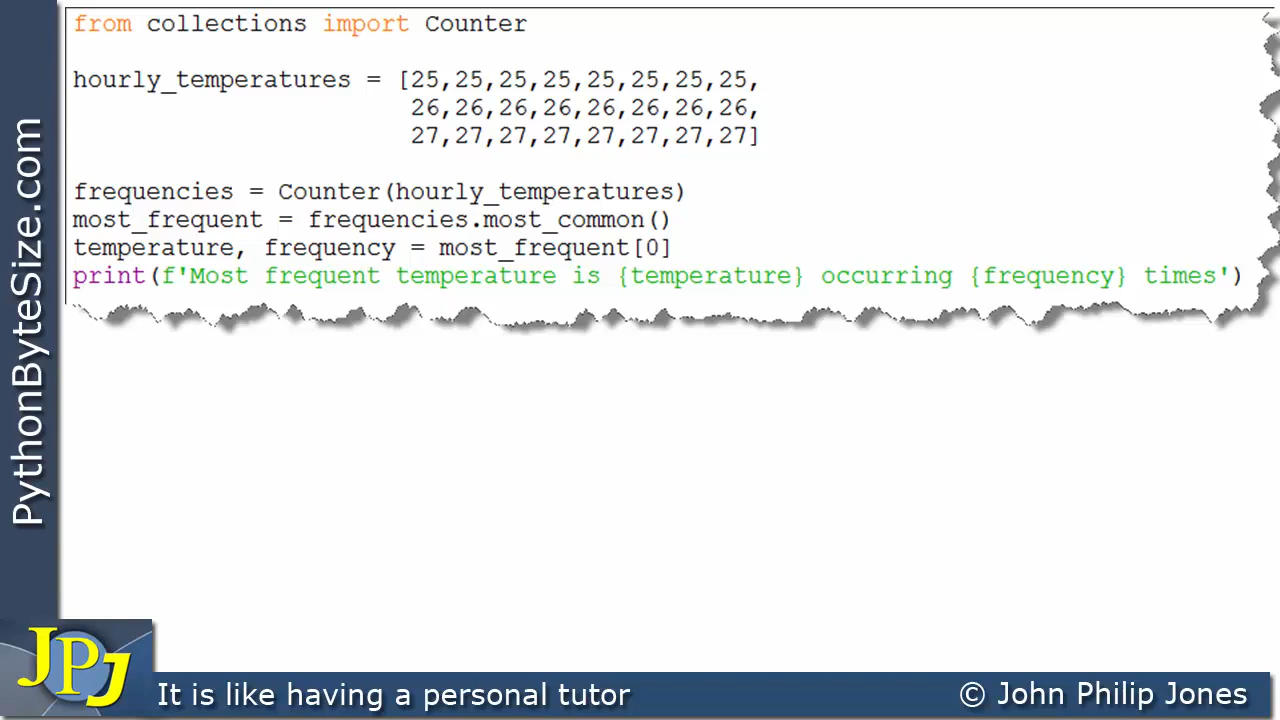 from collections import Counter
hourly_temperatures = [25,25,25,25,25,25,25,25,
26,26,26,26,26,26,26,26,
27,27,27,27,27,27,27,27]
frequencies = Counter(hourly_temperatures)
most_frequent = frequencies.most_common()
temperature, frequency = most_frequent[0]
print(f'Most frequent temperature is {temperature} occurring {frequency} times')
PythonByteSize.com
JPJ
It is like having a personal tutor
© John Philip Jones